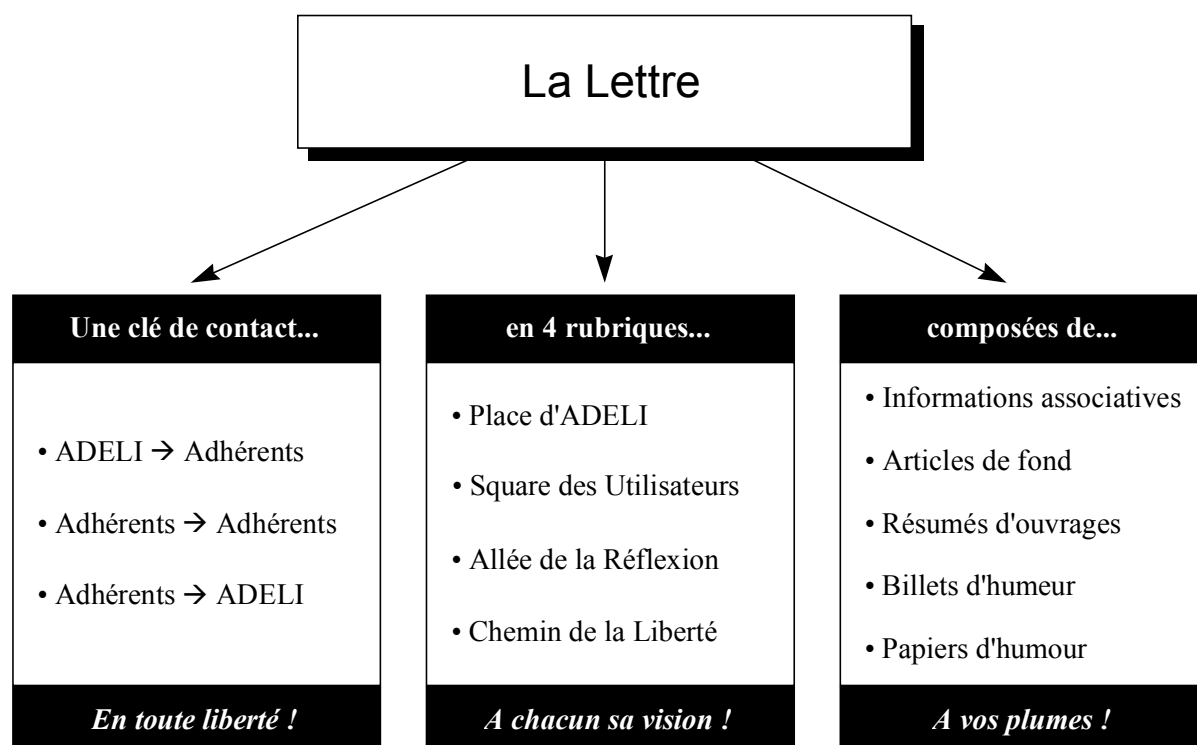 La Lettre
Une clé de contact...
• ADELI → Adhérents
• Adhérents → Adhérents
• Adhérents → ADELI
En toute liberté !
en 4 rubriques...
• Place d'ADELI
• Square des Utilisateurs
• Allée de la Réflexion
• Chemin de la Liberté
A chacun sa vision !
composées de...
• Informations associatives
• Articles de fond
• Résumés d'ouvrages
• Billets d'humeur
• Papiers d'humour
A vos plumes !